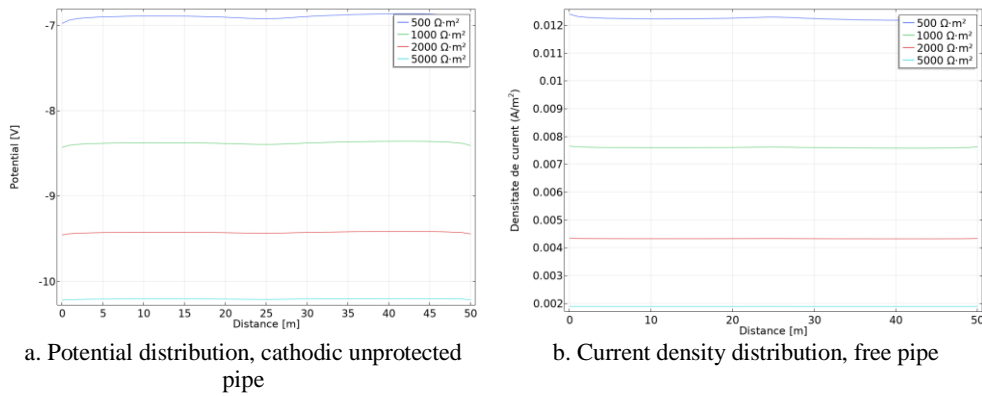 -7
-8
-9
-10
Potential [V]
500 Ω·m²
1000 Ω·m²
2000 Ω·m²
5000 Ω·m²
0 5 10 15 20 25 30 35 40 45 50
Distance [m]
a. Potential distribution, cathodic unprotected
pipe
0.012
0.011
0.01
0.009
0.008
0.007
0.006
0.005
0.004
0.003
0.002
Densitate de curent (A/m²)
500 Ω·m²
1000 Ω·m²
2000 Ω·m²
5000 Ω·m²
0 10 20 30 40 50
Distance [m]
b. Current density distribution, free pipe